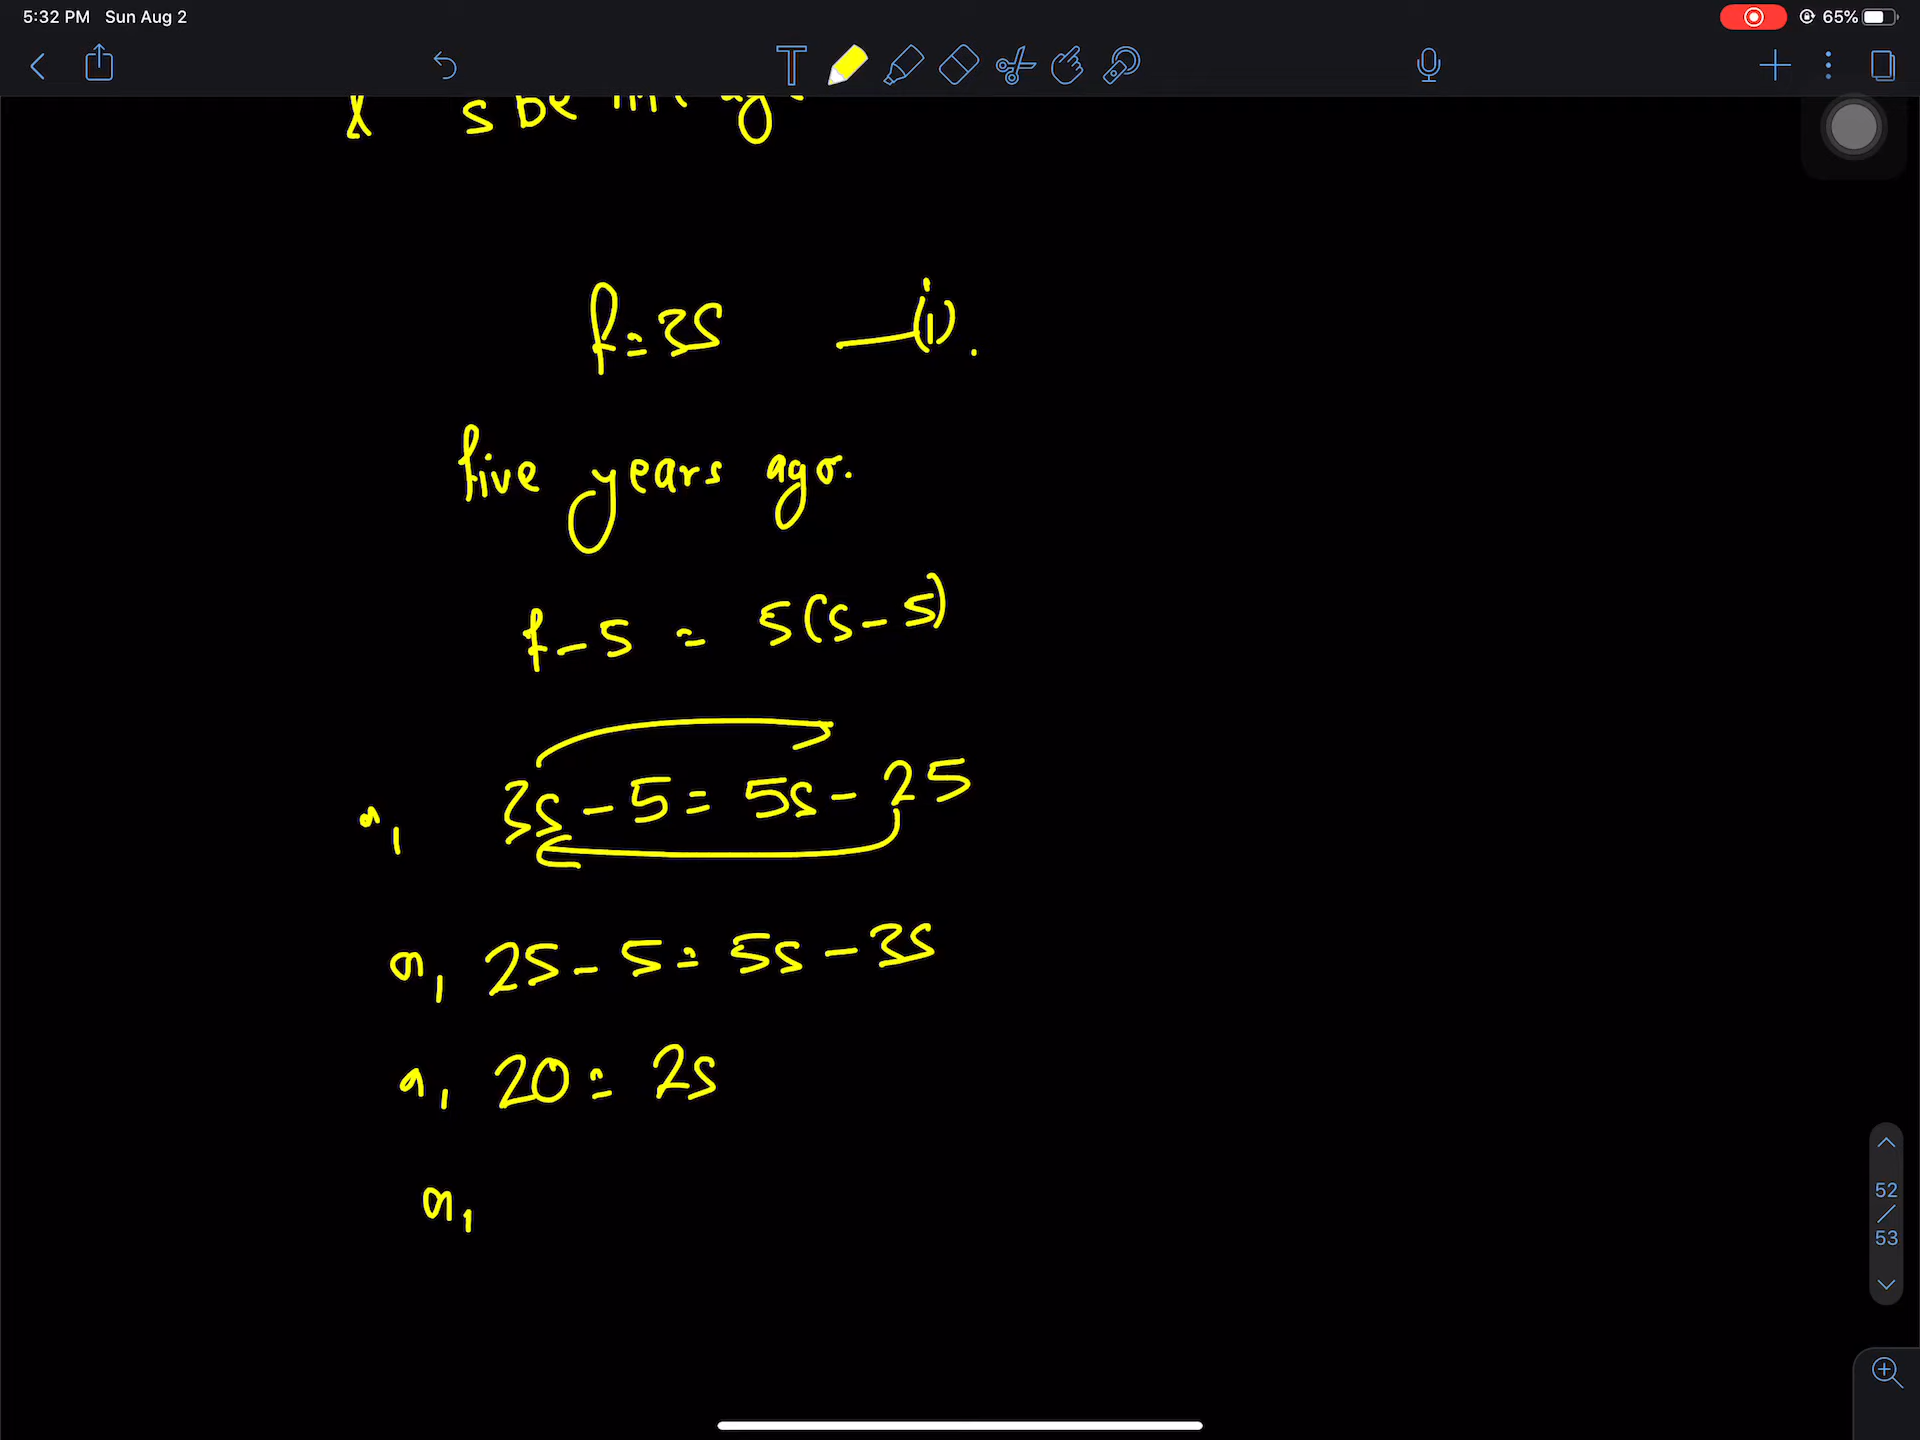 5:32 PM Sun Aug 2
65%
T
& s be
f = 3s — (i).
five years ago.
f - 5 = 5(s - 5)
or, 3s - 5 = 5s - 25
or, 25 - 5 = 5s - 3s
or, 20 = 2s
or,
52
/
53